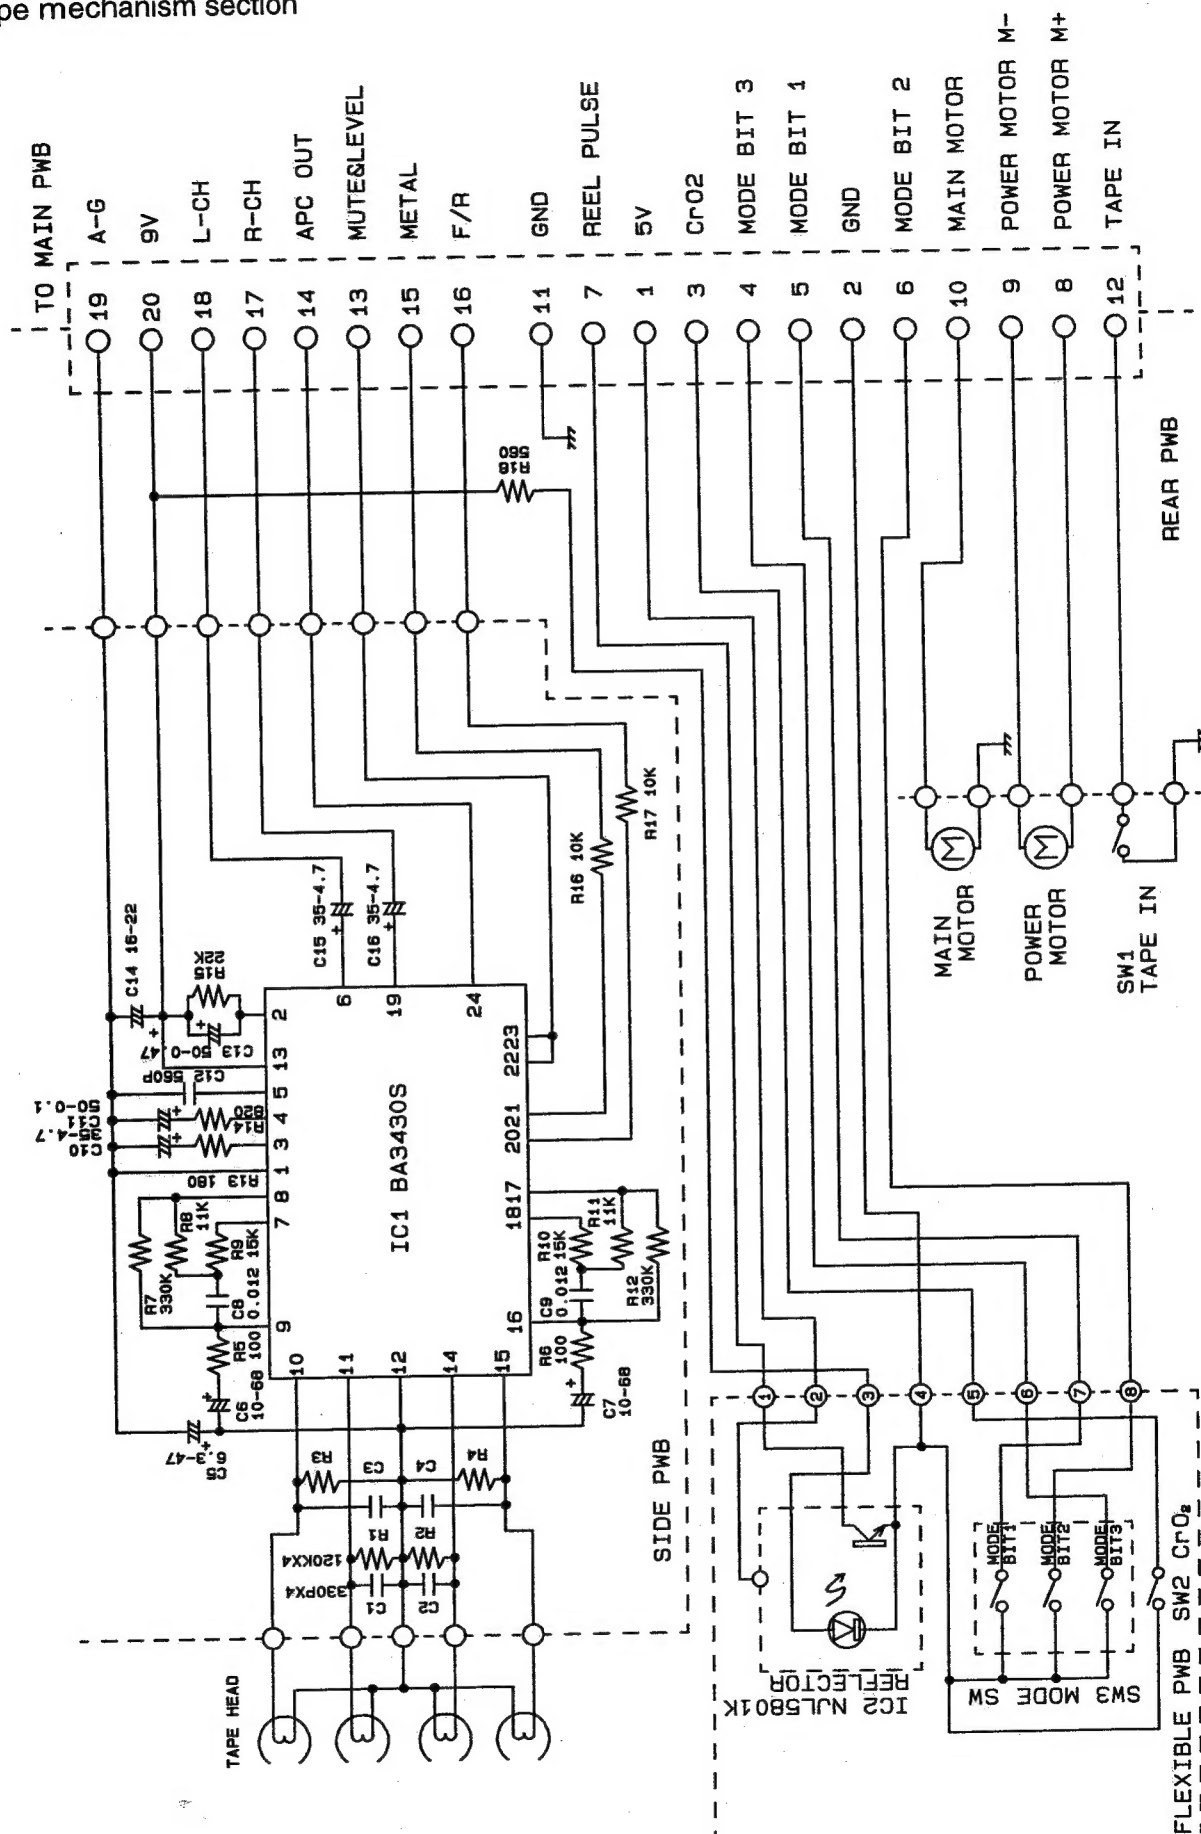 pe mechanism section
TO MAIN PWB
19 A-G
20 9V
18 L-CH
17 R-CH
14 APC OUT
13 MUTE&LEVEL
15 METAL
16 F/R
11 GND
7 REEL PULSE
1 5V
3 CrO2
4 MODE BIT 3
5 MODE BIT 1
2 GND
6 MODE BIT 2
10 MAIN MOTOR
9 POWER MOTOR M-
8 POWER MOTOR M+
12 TAPE IN
REAR PWB
R18
560
C14 16-22
R15
22K
C13 50-0.47
C12 560P
50-0.1
C10
R13 180
C15 35-4.7
C16 35-4.7
R16 10K
R17 10K
IC1 BA3430S
2
13
5
4
3
1
8
7
9
6
19
24
22 23
20 21
18 17
16
10
11
12
14
15
R7
330K
R8
11K
R9 15K
C8
0.012
R5
100
C6
10-68
C5
6.3-47
R10
15K
R11
11K
C9
0.012
R12
330K
R6
100
C7
10-68
R3
C3
C4
R4
R1
R2
120KX4
330PX4
C1
C2
TAPE HEAD
SIDE PWB
MAIN
MOTOR
M
POWER
MOTOR
M
SW1
TAPE IN
1
2
3
4
5
6
7
8
IC2 NJL5801K
REFLECTOR
MODE
BIT1
MODE
BIT2
MODE
BIT3
SW3 MODE SW
FLEXIBLE PWB SW2 CrO2